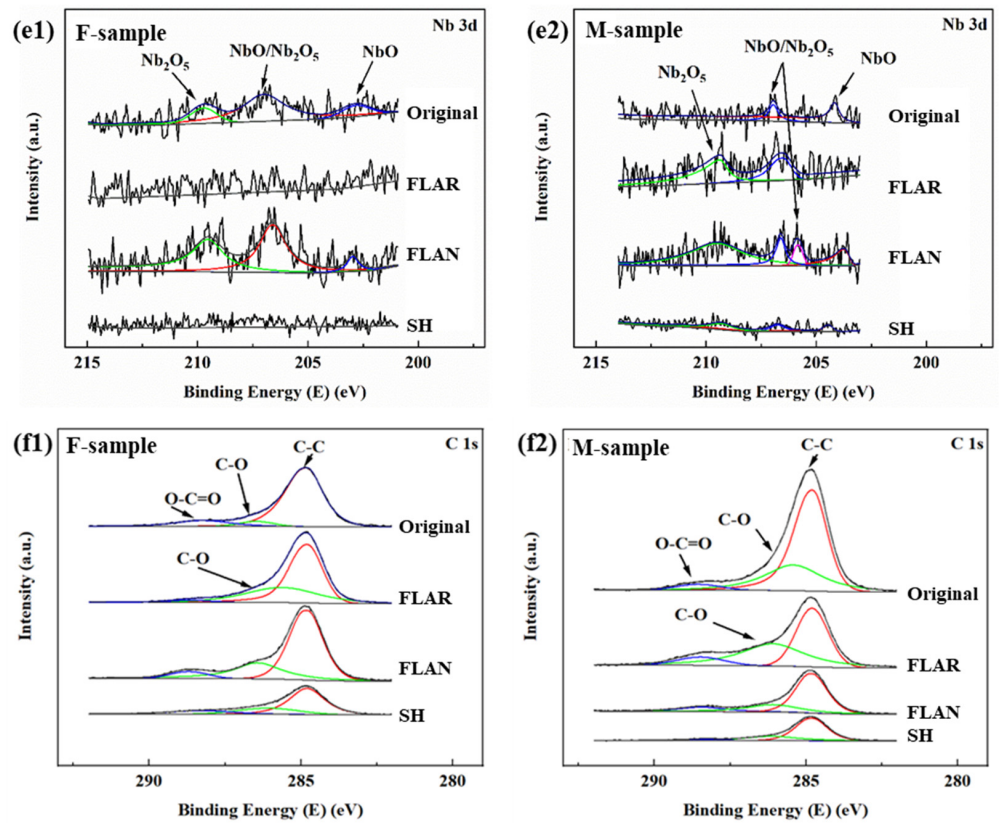 (e1) F-sample Nb 3d
Nb₂O₅ NbO/Nb₂O₅ NbO
Original
FLAR
FLAN
SH
215 210 205 200
Binding Energy (E) (eV)
Intensity (a.u.)
(e2) M-sample Nb 3d
NbO/Nb₂O₅
Nb₂O₅ NbO
Original
FLAR
FLAN
SH
215 210 205 200
Binding Energy (E) (eV)
Intensity (a.u.)
(f1) F-sample C 1s
C-C
C-O
O-C=O
Original
C-O
FLAR
FLAN
SH
290 285 280
Binding Energy (E) (eV)
Intensity (a.u.)
(f2) M-sample C 1s
C-C
C-O
O-C=O
Original
C-O
FLAR
FLAN
SH
290 285 280
Binding Energy (E) (eV)
Intensity (a.u.)